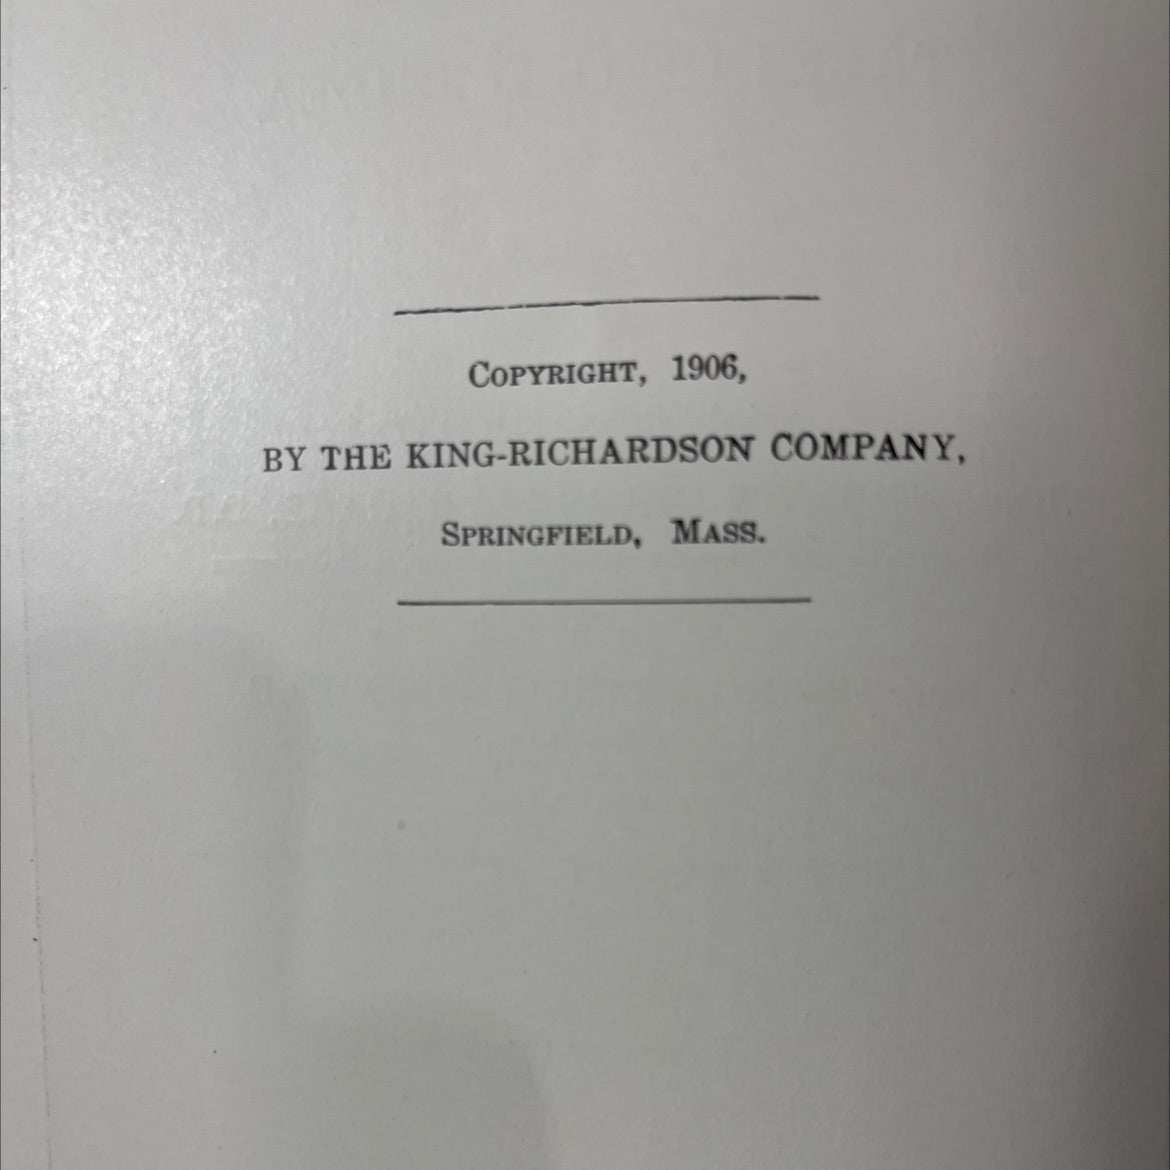 COPYRIGHT, 1906,
BY THE KING-RICHARDSON COMPANY,
SPRINGFIELD, MASS.